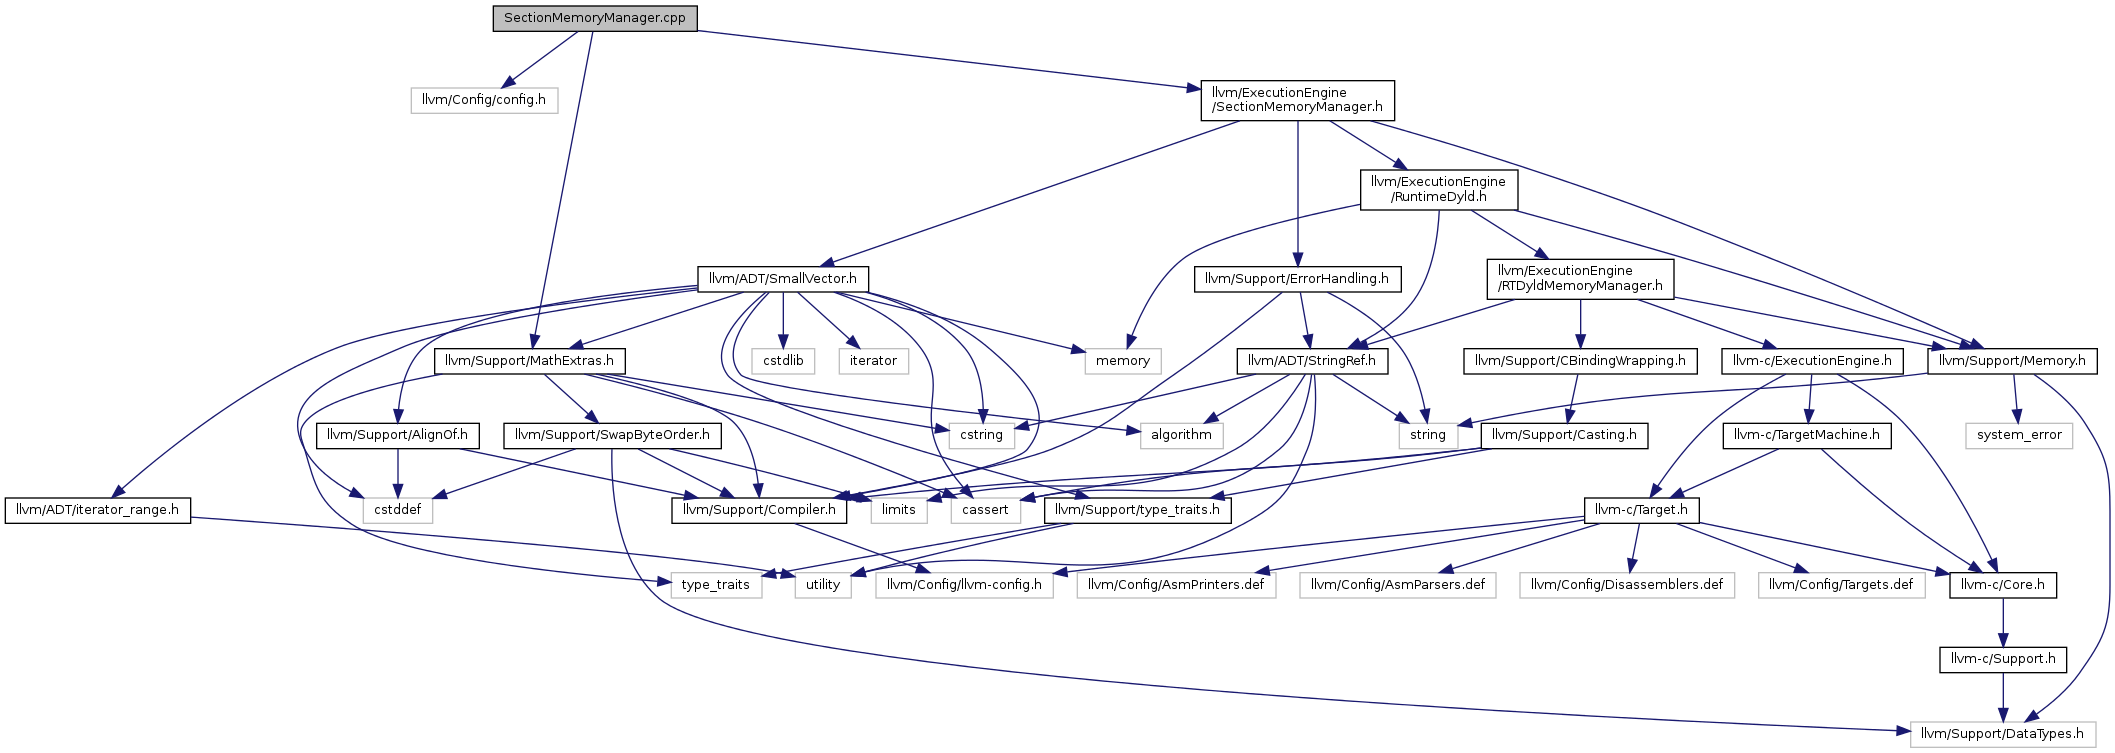 SectionMemoryManager.cpp
llvm/Config/config.h
llvm/ExecutionEngine
/SectionMemoryManager.h
llvm/ExecutionEngine
/RuntimeDyld.h
llvm/ADT/SmallVector.h
llvm/Support/ErrorHandling.h
llvm/ExecutionEngine
/RTDyldMemoryManager.h
llvm/Support/MathExtras.h
cstdlib
iterator
memory
llvm/ADT/StringRef.h
llvm/Support/CBindingWrapping.h
llvm-c/ExecutionEngine.h
llvm/Support/Memory.h
llvm/Support/AlignOf.h
llvm/Support/SwapByteOrder.h
cstring
algorithm
string
llvm/Support/Casting.h
llvm-c/TargetMachine.h
system_error
llvm/ADT/iterator_range.h
cstddef
llvm/Support/Compiler.h
limits
cassert
llvm/Support/type_traits.h
llvm-c/Target.h
type_traits
utility
llvm/Config/llvm-config.h
llvm/Config/AsmPrinters.def
llvm/Config/AsmParsers.def
llvm/Config/Disassemblers.def
llvm/Config/Targets.def
llvm-c/Core.h
llvm-c/Support.h
llvm/Support/DataTypes.h